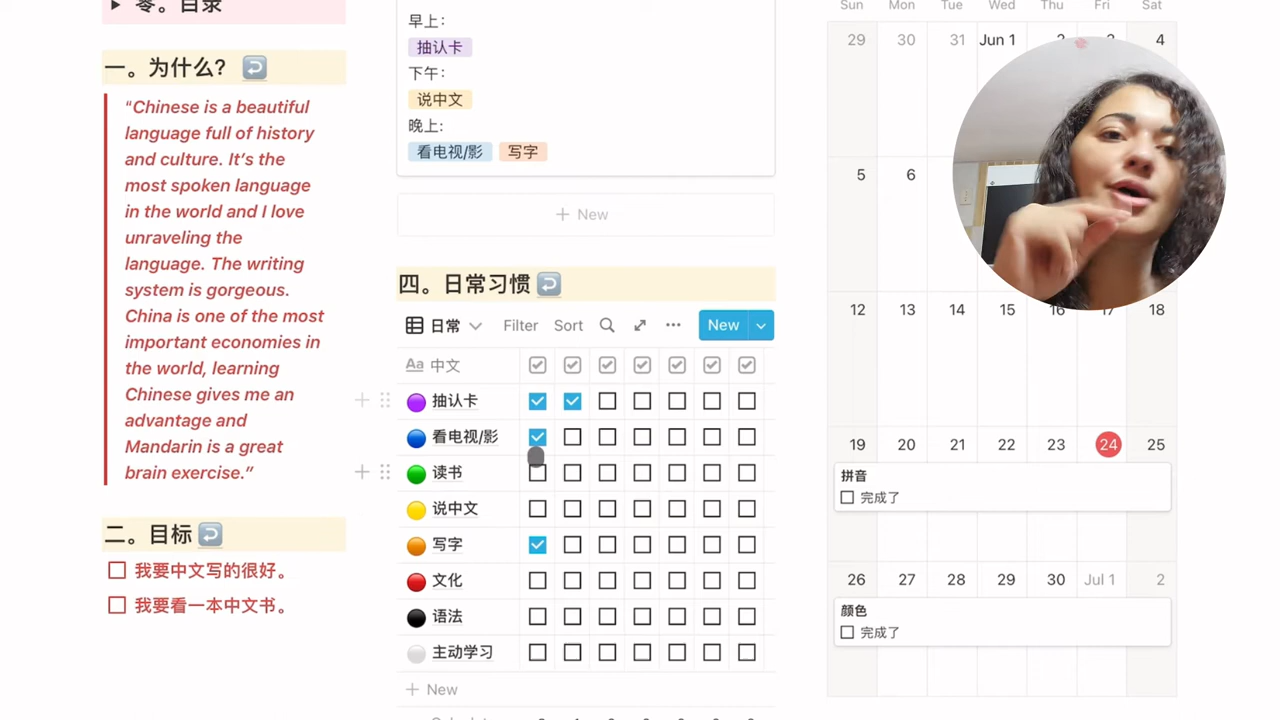 零。目录
一。为什么?
"Chinese is a beautiful
language full of history
and culture. It's the
most spoken language
in the world and I love
unraveling the
language. The writing
system is gorgeous.
China is one of the most
important economies in
the world, learning
Chinese gives me an
advantage and
Mandarin is a great
brain exercise."
二。目标
我要中文写的很好。
我要看一本中文书。
早上：
抽认卡
下午：
说中文
晚上：
看电视/影 写字
+ New
四。日常习惯
日常 Filter Sort ... New
Aa 中文
抽认卡
看电视/影
读书
说中文
写字
文化
语法
主动学习
+ New
Sun Mon Tue Wed Thu Fri Sat
29 30 31 Jun 1 2 3 4
5 6
12 13 14 15 16 17 18
19 20 21 22 23 24 25
拼音
完成了
26 27 28 29 30 Jul 1 2
颜色
完成了